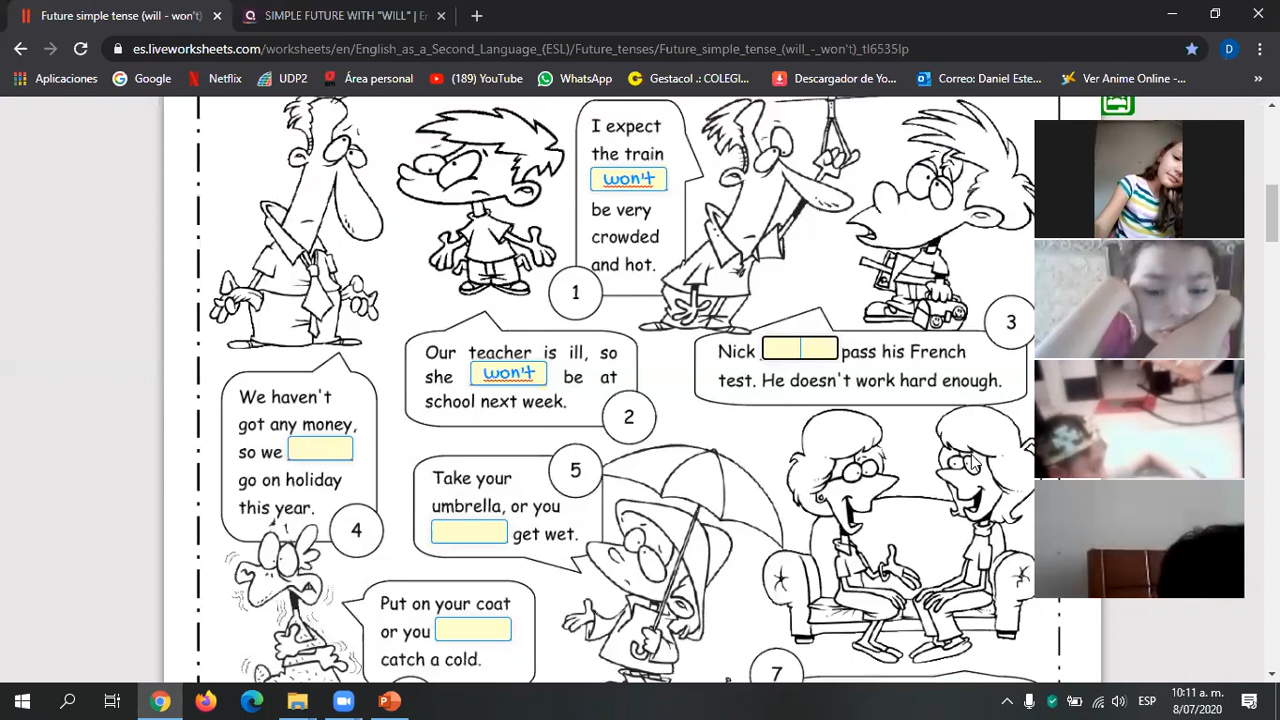 Future simple tense (will - won't)
SIMPLE FUTURE WITH "WILL" | E
es.liveworksheets.com/worksheets/en/English_as_a_Second_Language_(ESL)/Future_tenses/Future_simple_tense_(will_-_won't)_tl6535lp
D
Aplicaciones
Google
Netflix
UDP2
Área personal
(189) YouTube
WhatsApp
Gestacol .: COLEGI...
Descargador de Yo...
Correo: Daniel Este...
Ver Anime Online -...
»
I expect
the train
won't
be very
crowded
and hot.
1
Our teacher is ill, so
she won't be at
school next week.
2
Nick pass his French
test. He doesn't work hard enough.
3
We haven't
got any money,
so we
go on holiday
this year.
4
Take your
umbrella, or you
get wet.
5
Put on your coat
or you
catch a cold.
7
ESP
10:11 a. m.
8/07/2020